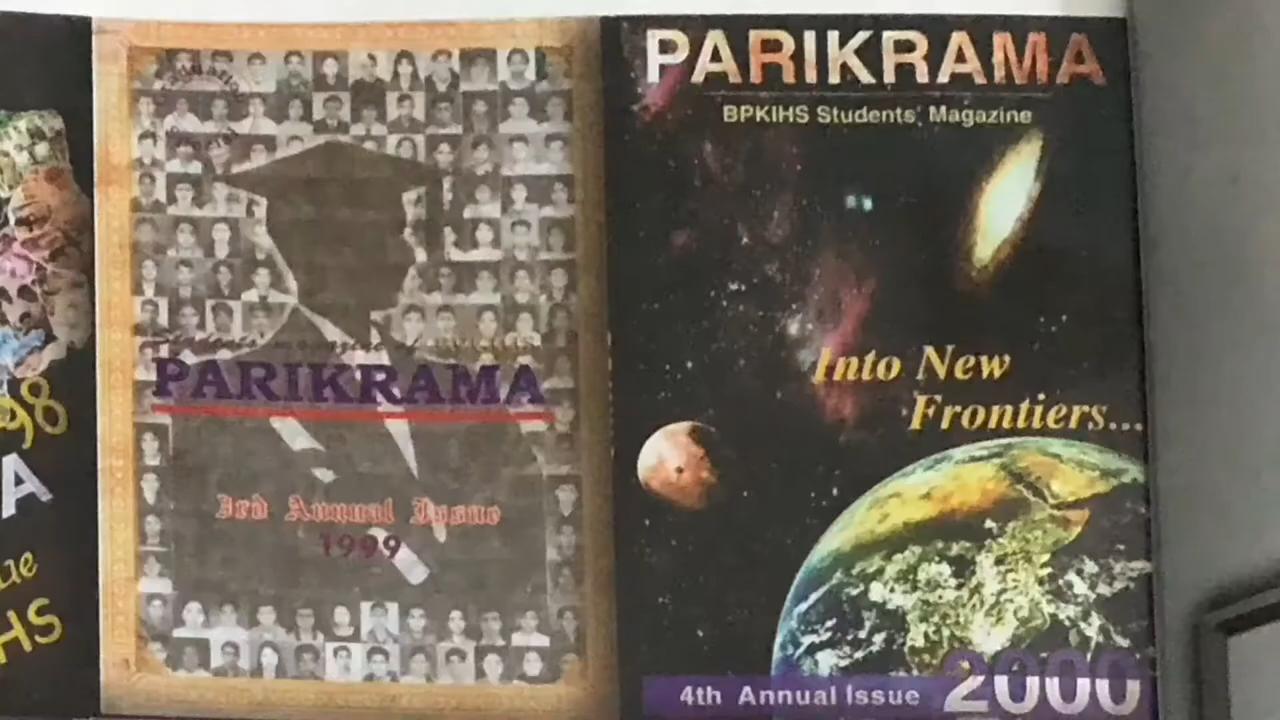 98
A
ue
HS
PARIKRAMA
3rd Annual Issue
1999
PARIKRAMA
BPKIHS Students' Magazine
Into New
Frontiers...
4th Annual Issue 2000